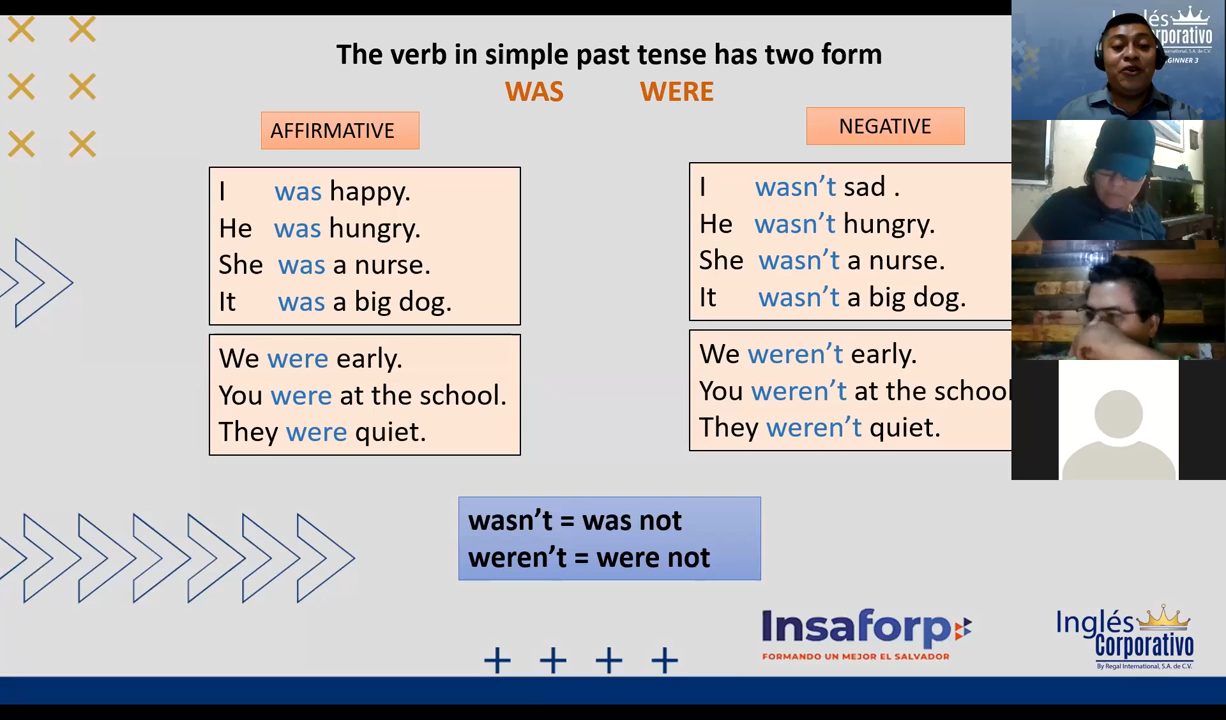 The verb in simple past tense has two form
WAS WERE
AFFIRMATIVE
I was happy.
He was hungry.
She was a nurse.
It was a big dog.
We were early.
You were at the school.
They were quiet.
NEGATIVE
I wasn’t sad .
He wasn’t hungry.
She wasn’t a nurse.
It wasn’t a big dog.
We weren’t early.
You weren’t at the school
They weren’t quiet.
wasn’t = was not
weren’t = were not
Insaforp
FORMANDO UN MEJOR EL SALVADOR
Inglés
Corporativo
By Regal International, S.A. de C.V.